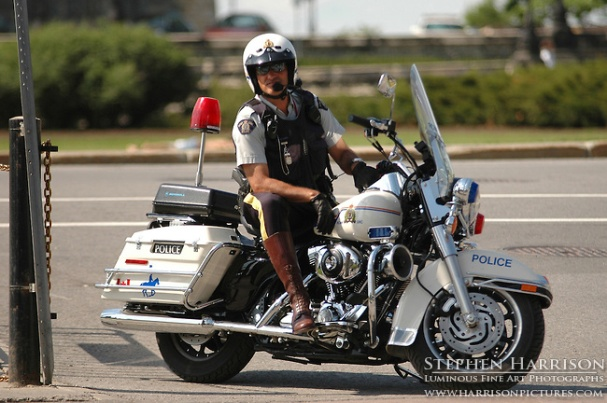 POLICE
POLICE
STEPHEN HARRISON
LUMINOUS FINE ART PHOTOGRAPHS
WWW.HARRISONPICTURES.COM